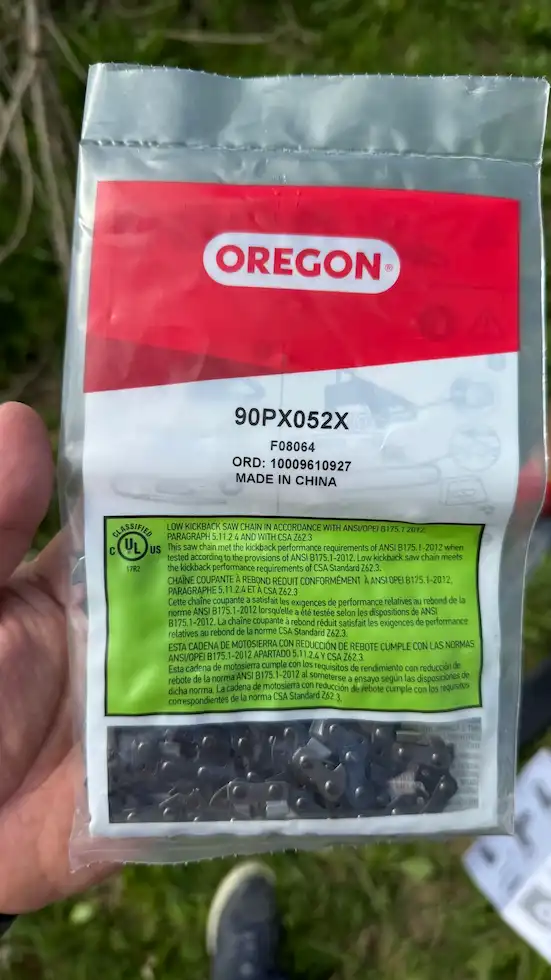 OREGON®
90PX052X
F08064
ORD: 10009610927
MADE IN CHINA
CLASSIFIED
C UL US
17R2
LOW KICKBACK SAW CHAIN IN ACCORDANCE WITH ANSI/OPEI B175.1-2012,
PARAGRAPH 5.11.2.4 AND WITH CSA Z62.3
This saw chain met the kickback performance requirements of ANSI B175.1-2012 when
tested according to the provisions of ANSI B175.1-2012. Low kickback saw chain meets
the kickback performance requirements of CSA Standard Z62.3.
CHAÎNE COUPANTE À REBOND RÉDUIT CONFORMÉMENT À ANSI OPEI B175.1-2012,
PARAGRAPHE 5.11.2.4 ET À CSA Z62.3
Cette chaîne coupante a satisfait les exigences de performance relatives au rebond de la
norme ANSI B175.1-2012 lorsqu'elle a été testée selon les dispositions de ANSI
B175.1-2012. La chaîne coupante à rebond réduit satisfait les exigences de performance
relatives au rebond de la norme CSA Standard Z62.3.
ESTA CADENA DE MOTOSIERRA CON REDUCCIÓN DE REBOTE CUMPLE CON LAS NORMAS
ANSI/OPEI B175.1-2012 APARTADO 5.11.2.4 Y CSA Z62.3.
Esta cadena de motosierra cumple con los requisitos de rendimiento con reducción de
rebote de la norma ANSI B175.1-2012 al someterse a ensayo según las disposiciones de
dicha norma. La cadena de motosierra con reducción de rebote cumple con los requisitos
correspondientes de la norma CSA Standard Z62.3.